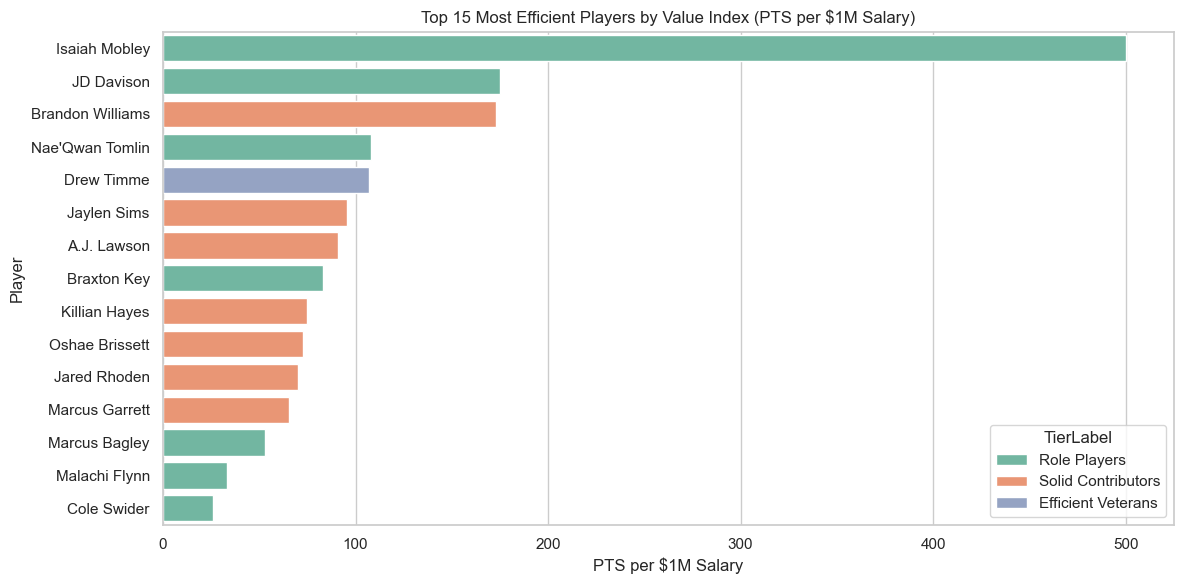 Top 15 Most Efficient Players by Value Index (PTS per $1M Salary)
Player
Isaiah Mobley
JD Davison
Brandon Williams
Nae'Qwan Tomlin
Drew Timme
Jaylen Sims
A.J. Lawson
Braxton Key
Killian Hayes
Oshae Brissett
Jared Rhoden
Marcus Garrett
Marcus Bagley
Malachi Flynn
Cole Swider
TierLabel
Role Players
Solid Contributors
Efficient Veterans
0 100 200 300 400 500
PTS per $1M Salary